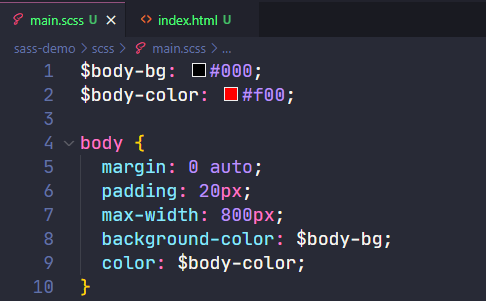 main.scss U × index.html U
sass-demo > scss > main.scss > ...
1 $body-bg: #000;
2 $body-color: #f00;
3
4 body {
5 margin: 0 auto;
6 padding: 20px;
7 max-width: 800px;
8 background-color: $body-bg;
9 color: $body-color;
10 }